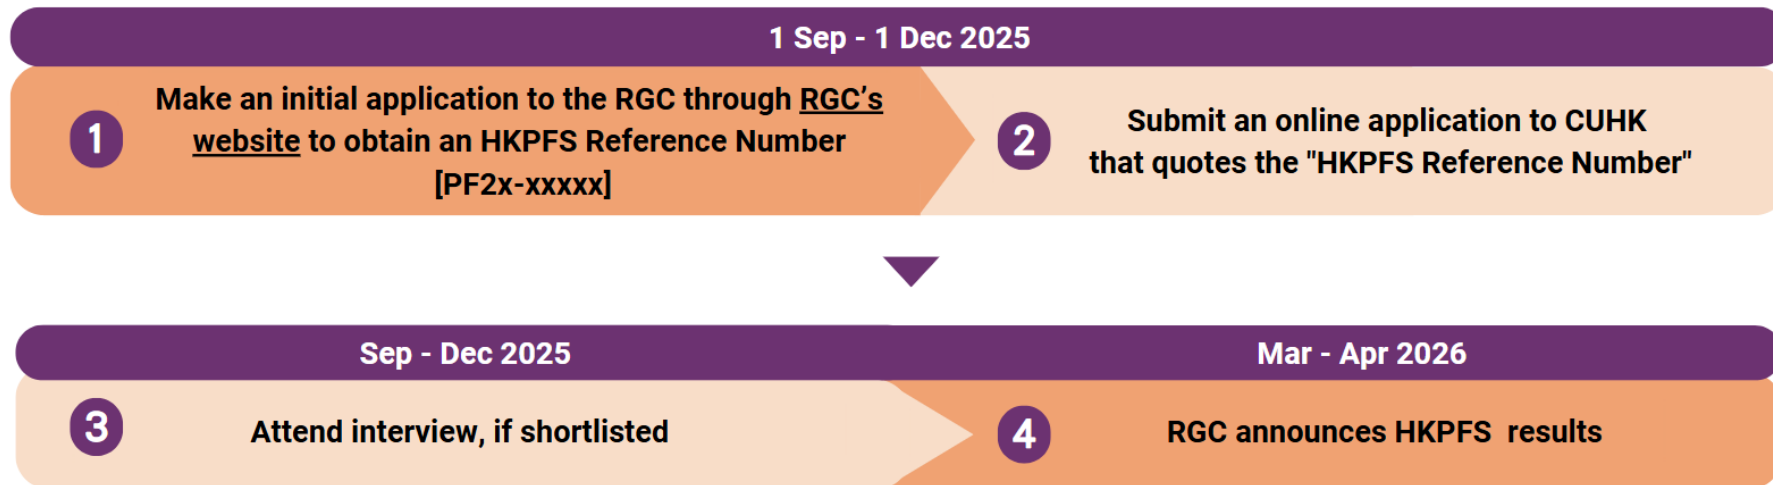 1 Sep - 1 Dec 2025
1
Make an initial application to the RGC through RGC's
website to obtain an HKPFS Reference Number
[PF2x-xxxxx]
2
Submit an online application to CUHK
that quotes the "HKPFS Reference Number"
Sep - Dec 2025
3
Attend interview, if shortlisted
Mar - Apr 2026
4
RGC announces HKPFS  results